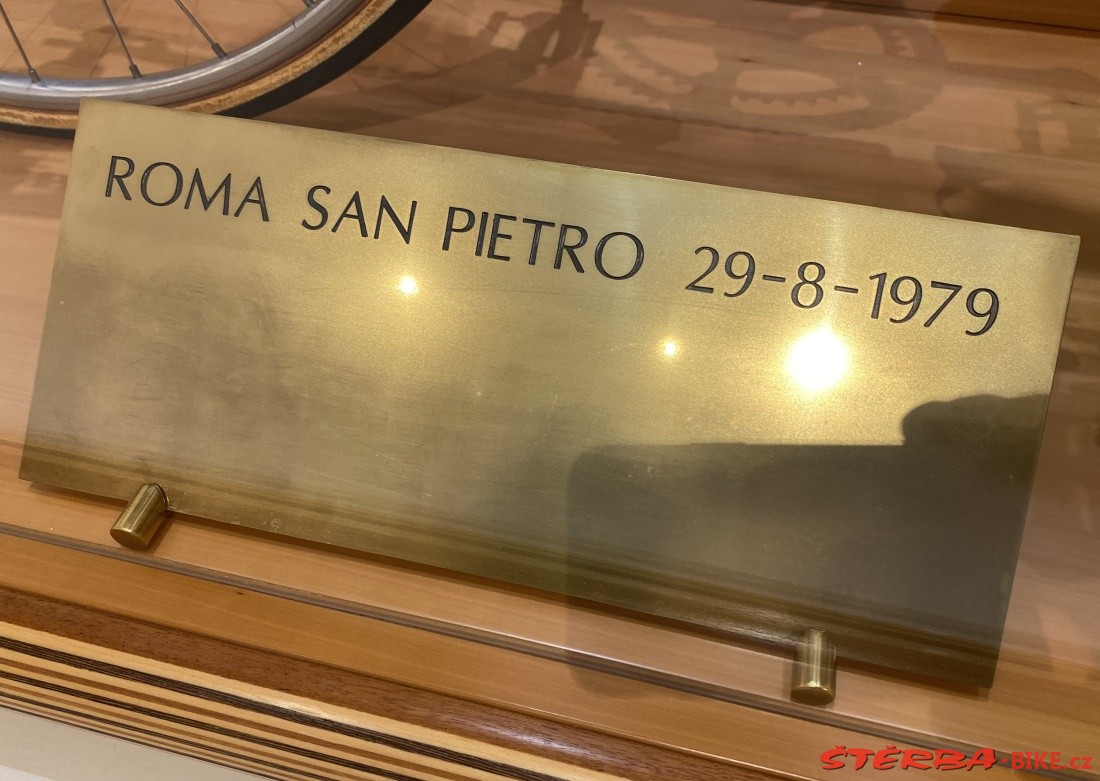 ROMA SAN PIETRO 29-8-1979
ŠTĚRBA-BIKE.cz